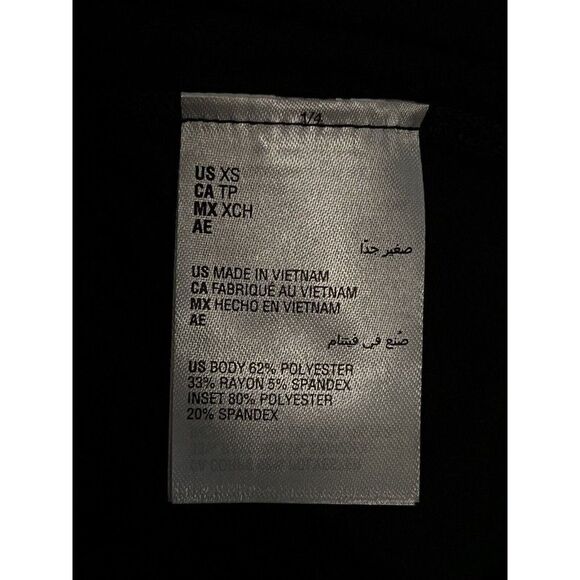 1/4
US XS
CA TP
MX XCH
AE
صغير جدًا
US MADE IN VIETNAM
CA FABRIQUÉ AU VIETNAM
MX HECHO EN VIETNAM
AE
صُنع في فيتنام
US BODY 62% POLYESTER
33% RAYON 5% SPANDEX
INSET 80% POLYESTER
20% SPANDEX